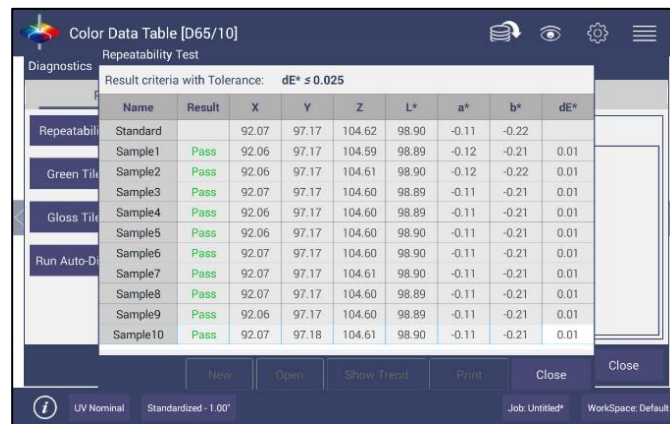 Color Data Table [D65/10]
Repeatability Test
Diagnostics
Result criteria with Tolerance: dE* ≤ 0.025
Name Result X Y Z L* a* b* dE*
Standard 92.07 97.17 104.62 98.90 -0.11 -0.22
Sample1 Pass 92.06 97.17 104.59 98.89 -0.12 -0.21 0.01
Sample2 Pass 92.06 97.17 104.61 98.90 -0.12 -0.22 0.01
Sample3 Pass 92.07 97.17 104.60 98.89 -0.11 -0.21 0.01
Sample4 Pass 92.06 97.17 104.60 98.89 -0.11 -0.21 0.01
Sample5 Pass 92.06 97.17 104.60 98.89 -0.11 -0.21 0.01
Sample6 Pass 92.07 97.17 104.60 98.89 -0.11 -0.21 0.01
Sample7 Pass 92.07 97.17 104.61 98.90 -0.11 -0.21 0.01
Sample8 Pass 92.07 97.17 104.60 98.89 -0.11 -0.21 0.01
Sample9 Pass 92.06 97.17 104.60 98.89 -0.11 -0.21 0.01
Sample10 Pass 92.07 97.18 104.61 98.90 -0.11 -0.21 0.01
Repeatabili
Green Tile
Gloss Tile
Run Auto-Di
New Open Show Trend Print Close
Close
i UV Nominal Standardized - 1.00" Job: Untitled* WorkSpace: Default